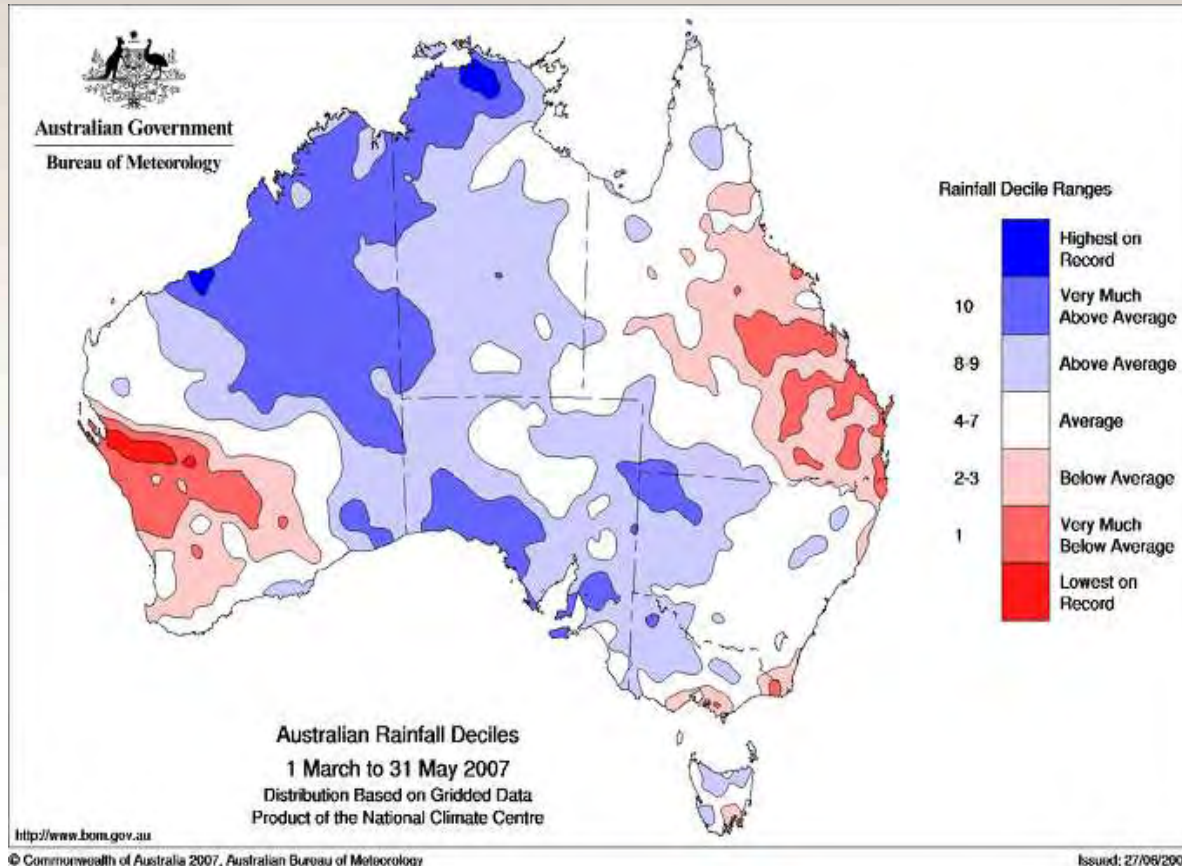 Australian Government
Bureau of Meteorology
Rainfall Decile Ranges
Highest on
Record
10
Very Much
Above Average
8-9
Above Average
4-7
Average
2-3
Below Average
1
Very Much
Below Average
Lowest on
Record
Australian Rainfall Deciles
1 March to 31 May 2007
Distribution Based on Gridded Data
Product of the National Climate Centre
http://www.bom.gov.au
© Commonwealth of Australia 2007, Australian Bureau of Meteorology
Issued: